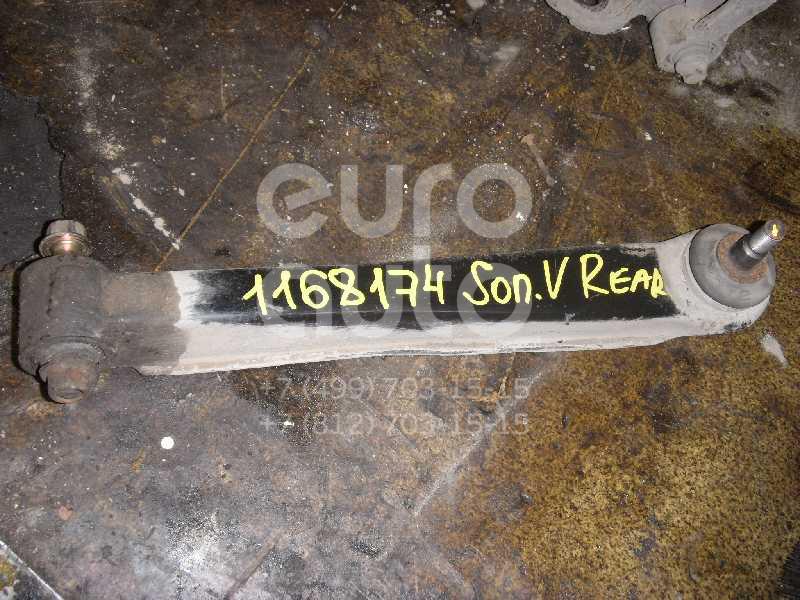 euro
auto
1168174 Son.V REAR
+7 (499) 703-15-15
+7 (812) 703-15-15